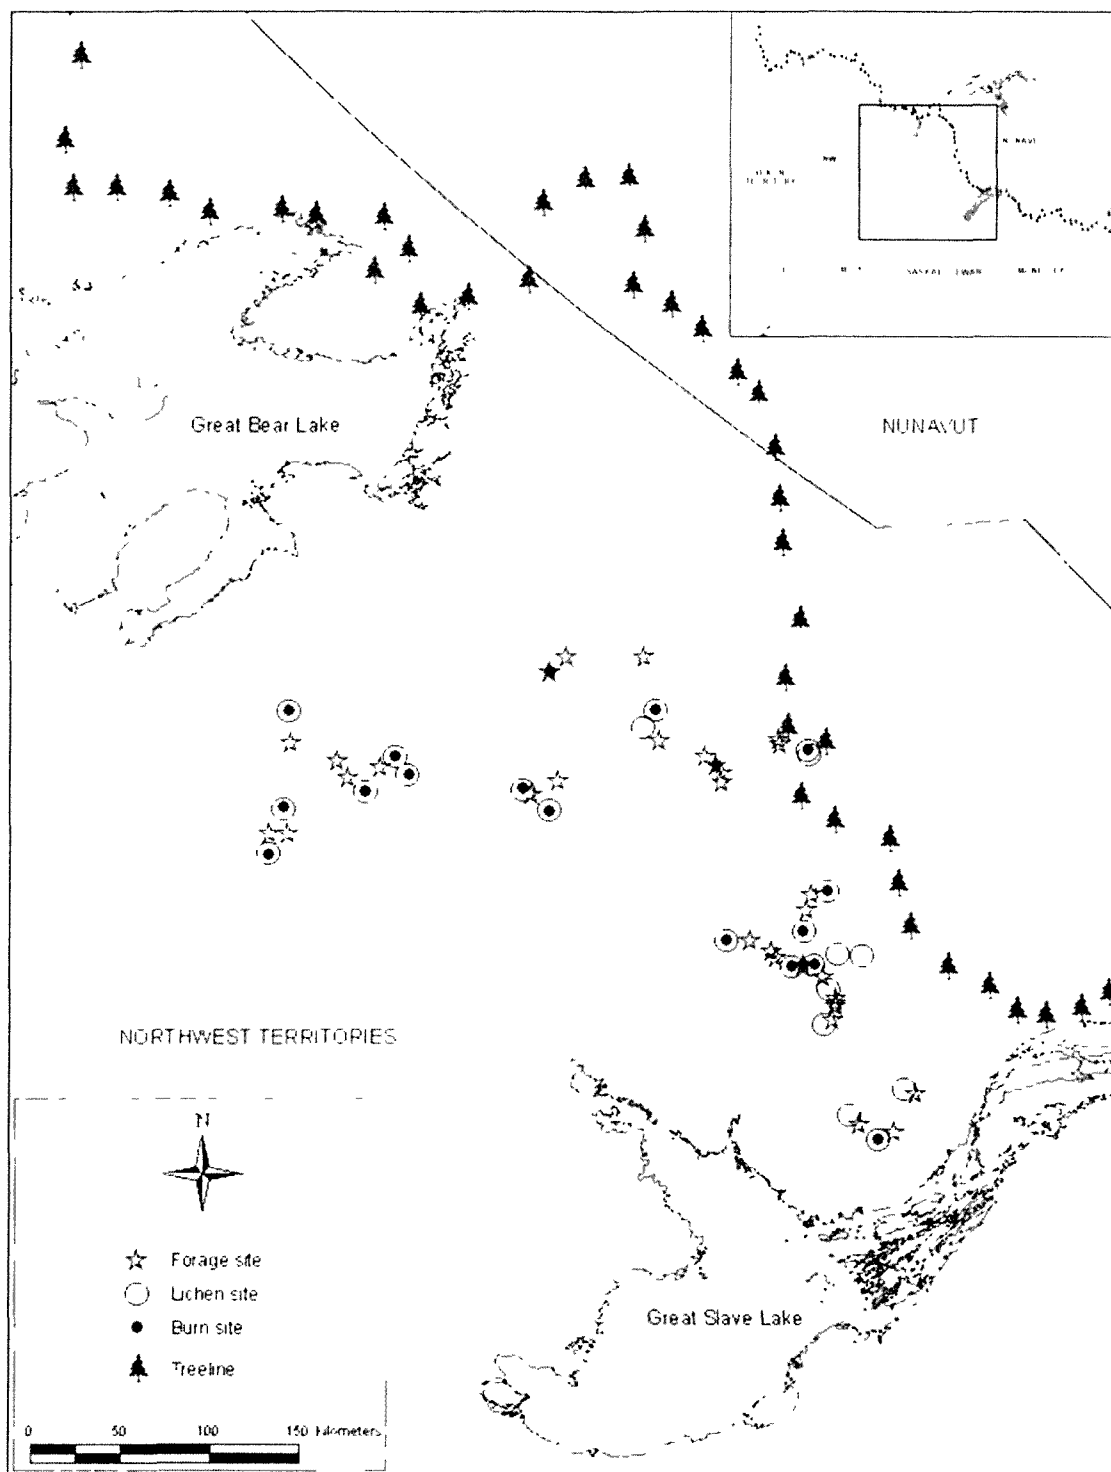 NUNAVUT
Great Bear Lake
NORTHWEST TERRITORIES
N
Forage site
Lichen site
Burn site
Treeline
Great Slave Lake
0 50 100 150 Kilometers